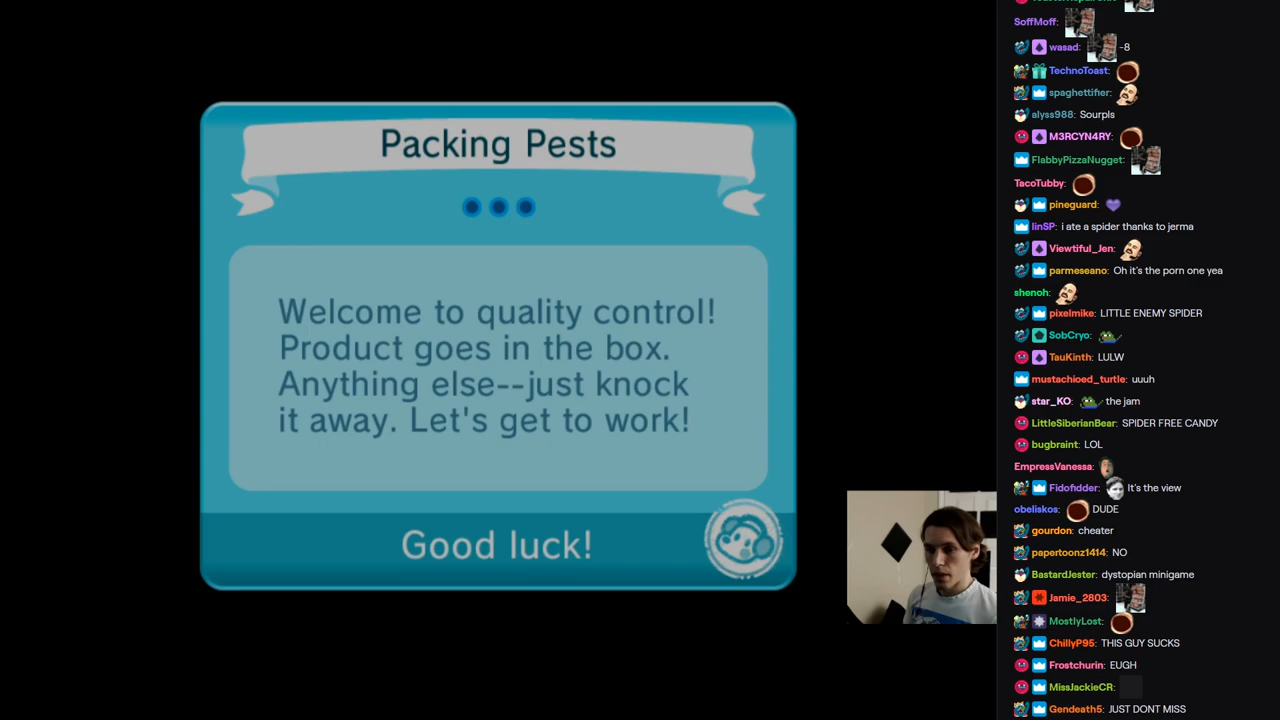 Packing Pests
Welcome to quality control!
Product goes in the box.
Anything else--just knock
it away. Let's get to work!
Good luck!
SoffMoff:
wasad: -8
TechnoToast:
spaghettifier:
alyss988: Sourpls
M3RCYN4RY:
FlabbyPizzaNugget:
TacoTubby:
pineguard:
linSP: i ate a spider thanks to jerma
Viewtiful_Jen:
parmeseano: Oh it's the porn one yea
shenoh:
pixelmike: LITTLE ENEMY SPIDER
SobCryo:
TauKinth: LULW
mustachioed_turtle: uuuh
star_KO: the jam
LittleSiberianBear: SPIDER FREE CANDY
bugbraint: LOL
EmpressVanessa:
Fidofidder: It's the view
obeliskos: DUDE
gourdon: cheater
papertoonz1414: NO
BastardJester: dystopian minigame
Jamie_2803:
MostlyLost:
ChillyP95: THIS GUY SUCKS
Frostchurin: EUGH
MissJackieCR:
Gendeath5: JUST DONT MISS